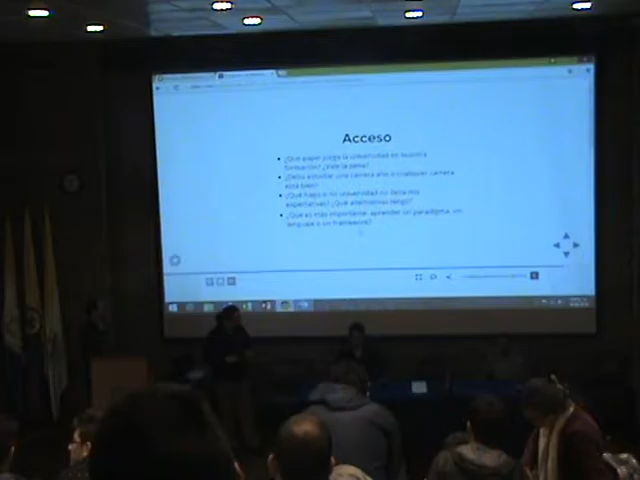 Acceso
• ¿Qué papel juega la universidad en nuestra
formación? ¿Vale la pena?
• ¿Debo estudiar una carrera afín o cualquier carrera
está bien?
• ¿Qué hago si mi universidad no llena mis
expectativas? ¿Qué alternativas tengo?
• ¿Qué es más importante: aprender un paradigma, un
lenguaje o un framework?